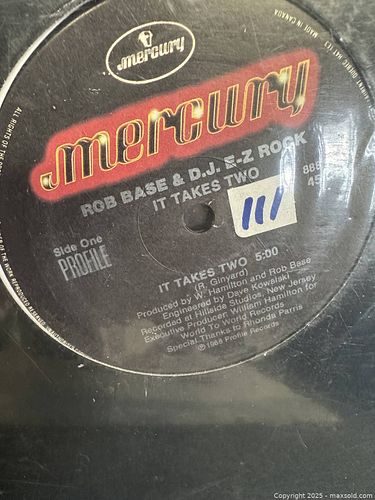 mercury
mercury
ROB BASE & D.J. E-Z ROCK
IT TAKES TWO
Side One
PROFILE
IT TAKES TWO 5:00
(R. Ginyard)
Produced by W. Hamilton and Rob Base
Engineered by Dave Kowalski
Recorded at Hillside Studios, New Jersey
Executive Producer: William Hamilton for
World To World Records
Special Thanks to Rhonda Parris
℗ 1988 Profile Records
MADE IN CANADA
Copyright 2025 - maxsold.com